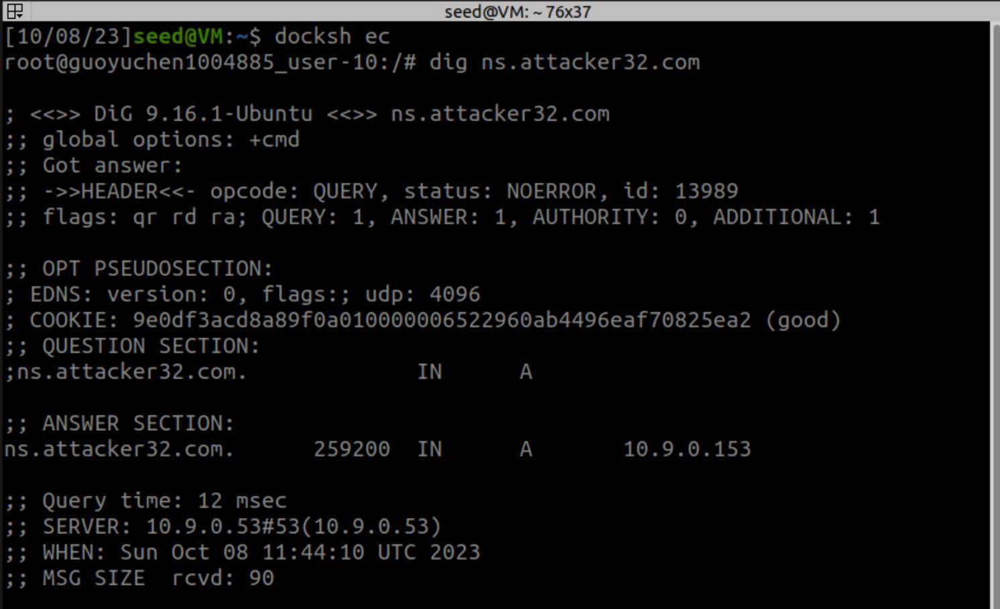 seed@VM: ~ 76x37
[10/08/23]seed@VM:~$ docksh ec
root@guoyuchen1004885_user-10:/# dig ns.attacker32.com
; <<>> DiG 9.16.1-Ubuntu <<>> ns.attacker32.com
;; global options: +cmd
;; Got answer:
;; ->>HEADER<<- opcode: QUERY, status: NOERROR, id: 13989
;; flags: qr rd ra; QUERY: 1, ANSWER: 1, AUTHORITY: 0, ADDITIONAL: 1
;; OPT PSEUDOSECTION:
; EDNS: version: 0, flags:; udp: 4096
; COOKIE: 9e0df3acd8a89f0a010000006522960ab4496eaf70825ea2 (good)
;; QUESTION SECTION:
;ns.attacker32.com. IN A
;; ANSWER SECTION:
ns.attacker32.com. 259200 IN A 10.9.0.153
;; Query time: 12 msec
;; SERVER: 10.9.0.53#53(10.9.0.53)
;; WHEN: Sun Oct 08 11:44:10 UTC 2023
;; MSG SIZE  rcvd: 90